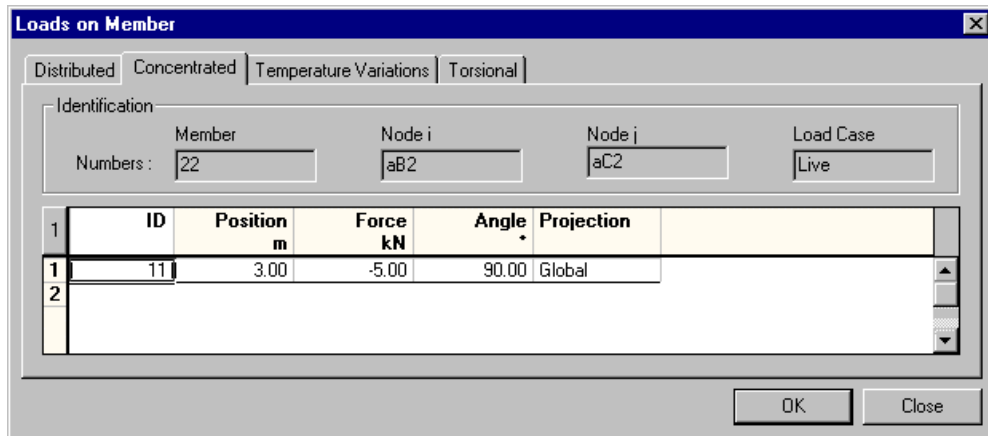 Loads on Member
Distributed Concentrated Temperature Variations Torsional
Identification
Member Node i Node j Load Case
Numbers : 22 aB2 aC2 Live
1 ID Position m Force kN Angle ° Projection
1 11 3.00 -5.00 90.00 Global
2
OK Close